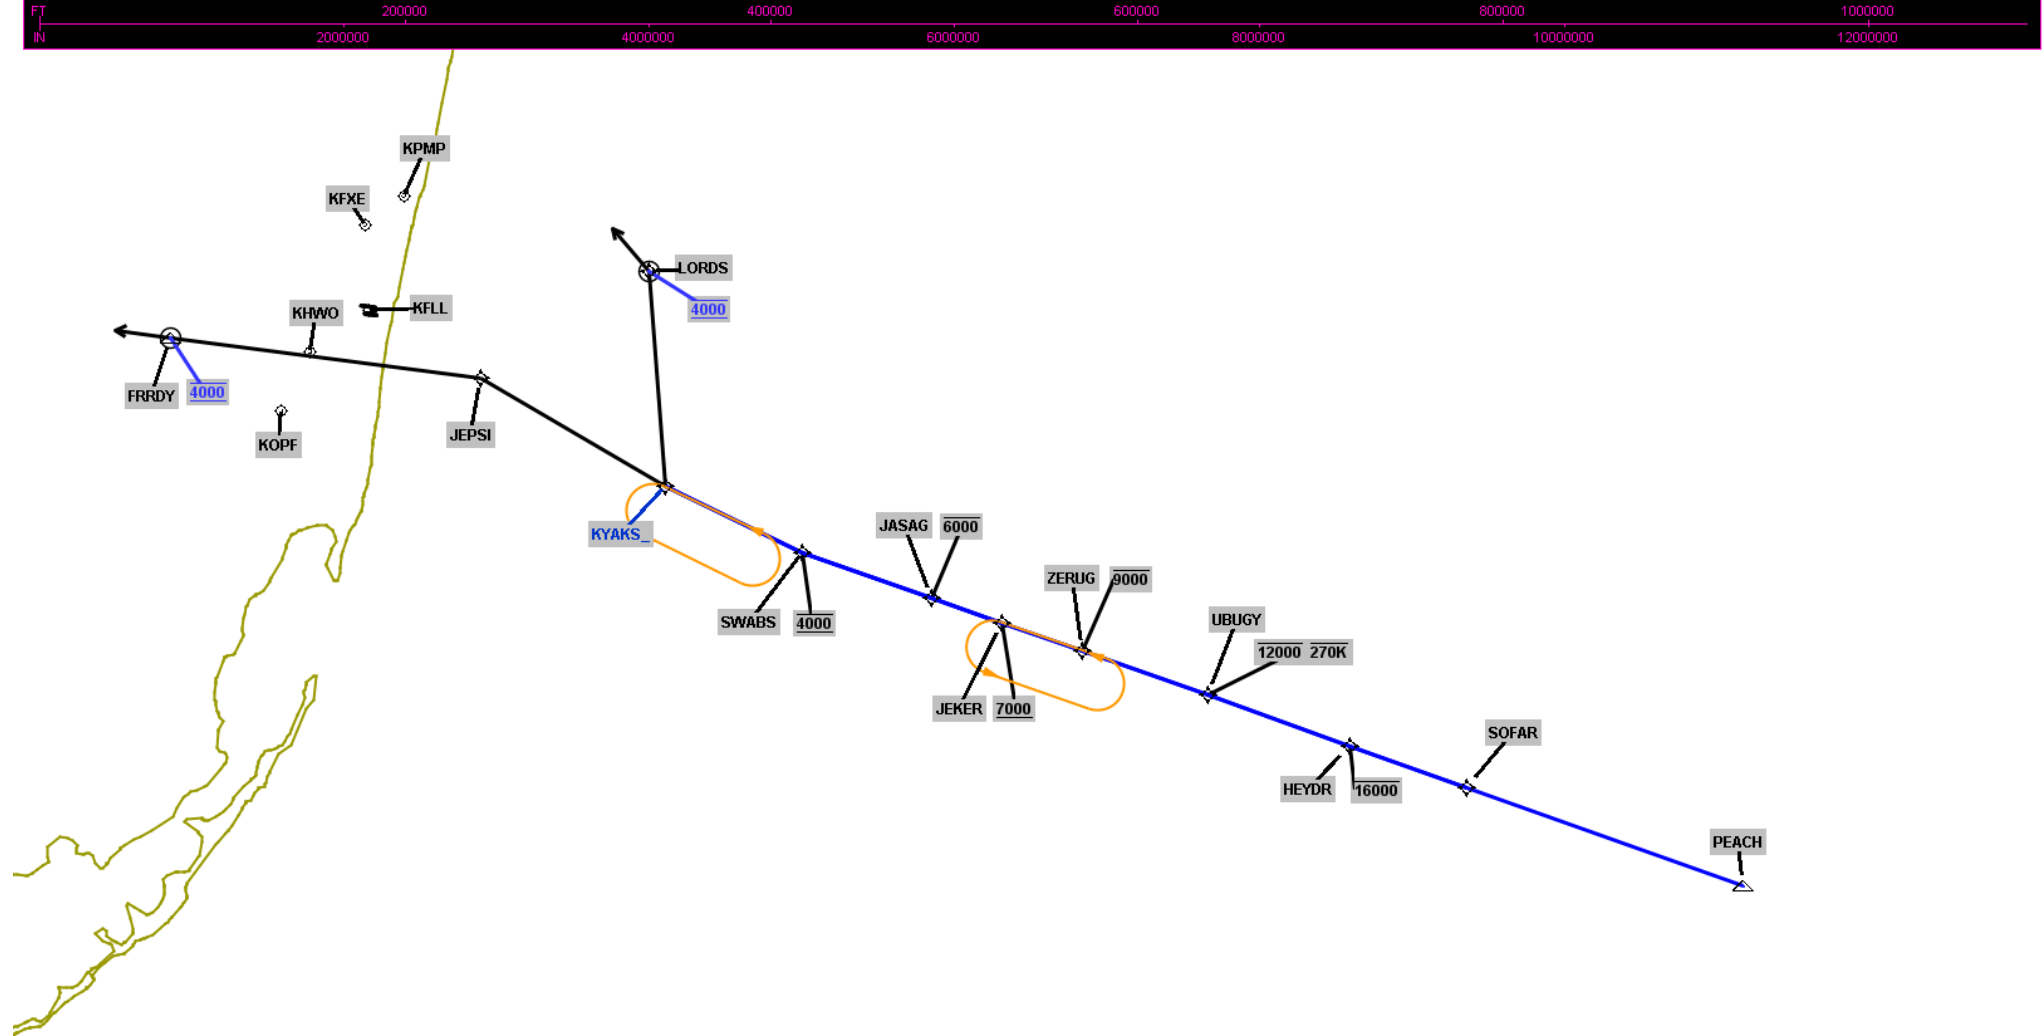 FT 200000 400000 600000 800000 1000000
IN 2000000 4000000 6000000 8000000 10000000 12000000
KPMP
KFXE
LORDS
4000
KHWO
KFLL
FRRDY
4000
JEPSI
KOPF
KYAKS_
JASAG
6000
ZERUG
9000
SWABS
4000
UBUGY
12000 270K
JEKER
7000
SOFAR
HEYDR
16000
PEACH